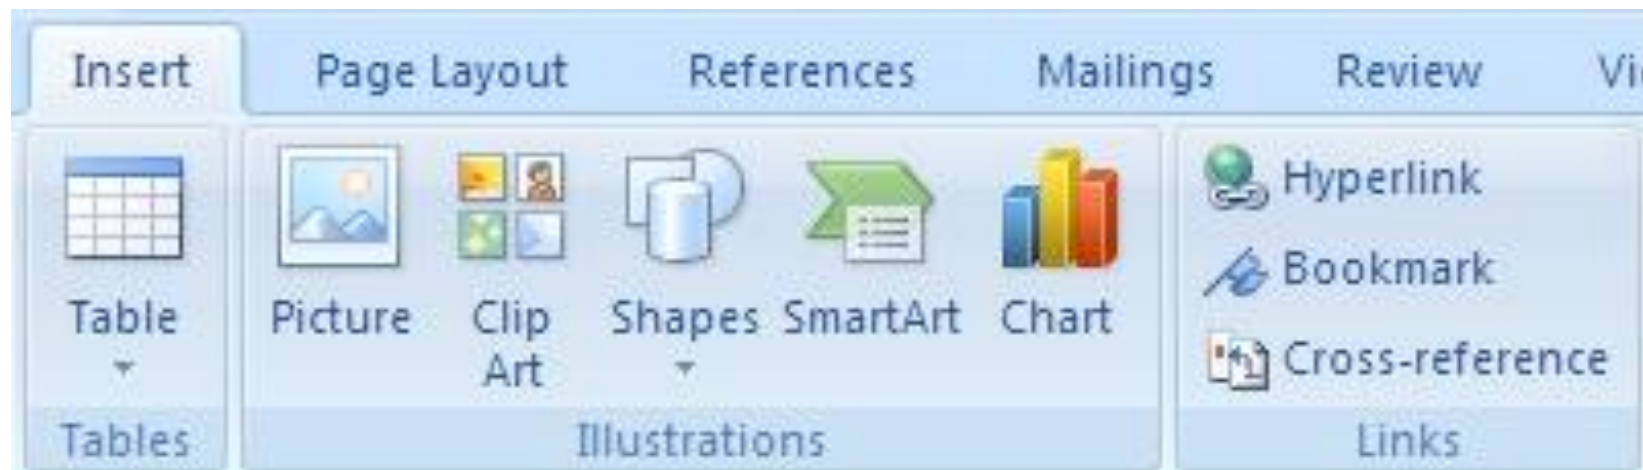 Insert Page Layout References Mailings Review Vi
Table
Tables
Picture Clip Art Shapes SmartArt Chart
Illustrations
Hyperlink
Bookmark
Cross-reference
Links